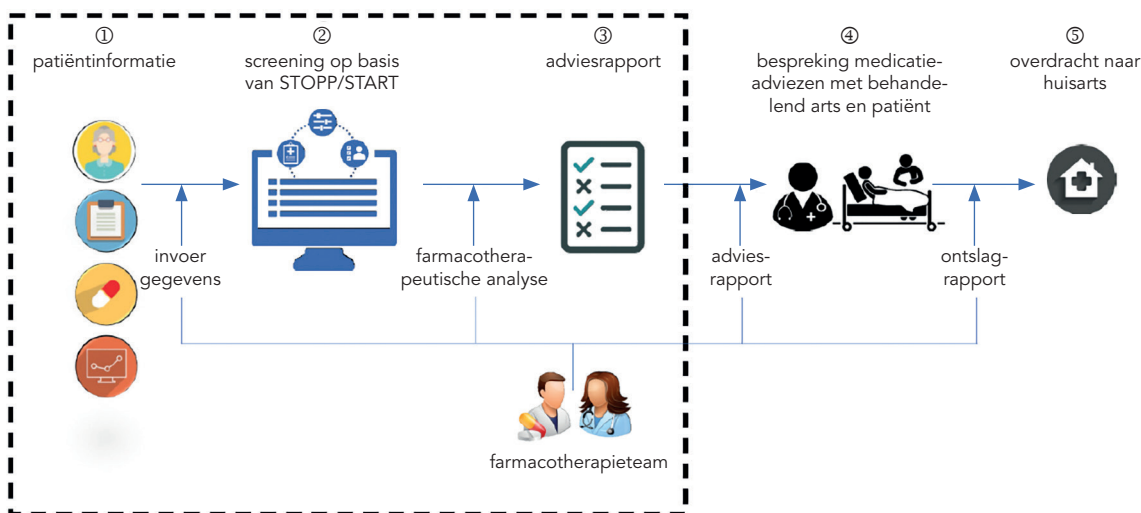 ①
patiëntinformatie
②
screening op basis
van STOPP/START
③
adviesrapport
④
bespreking medicatie-
adviezen met behande-
lend arts en patiënt
⑤
overdracht naar
huisarts
invoer
gegevens
farmacothera-
peutische analyse
advies-
rapport
ontslag-
rapport
farmacotherapieteam